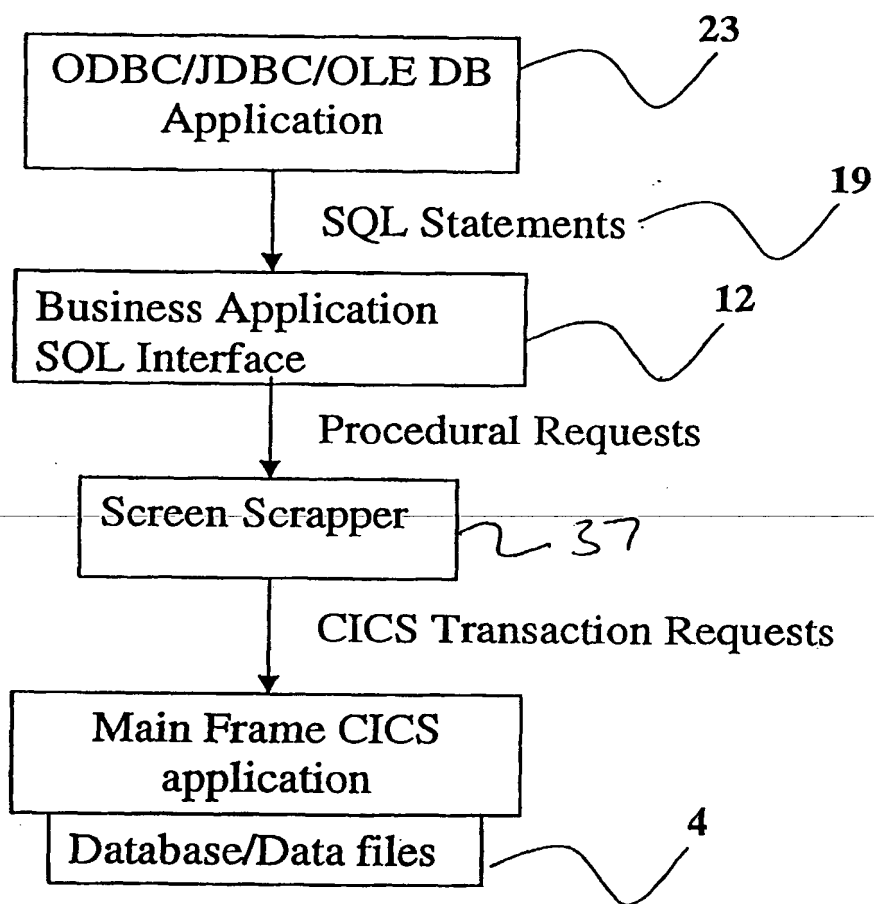 23
ODBC/JDBC/OLE DB
Application
19
SQL Statements
12
Business Application
SQL Interface
Procedural Requests
Screen Scrapper
37
CICS Transaction Requests
Main Frame CICS
application
4
Database/Data files